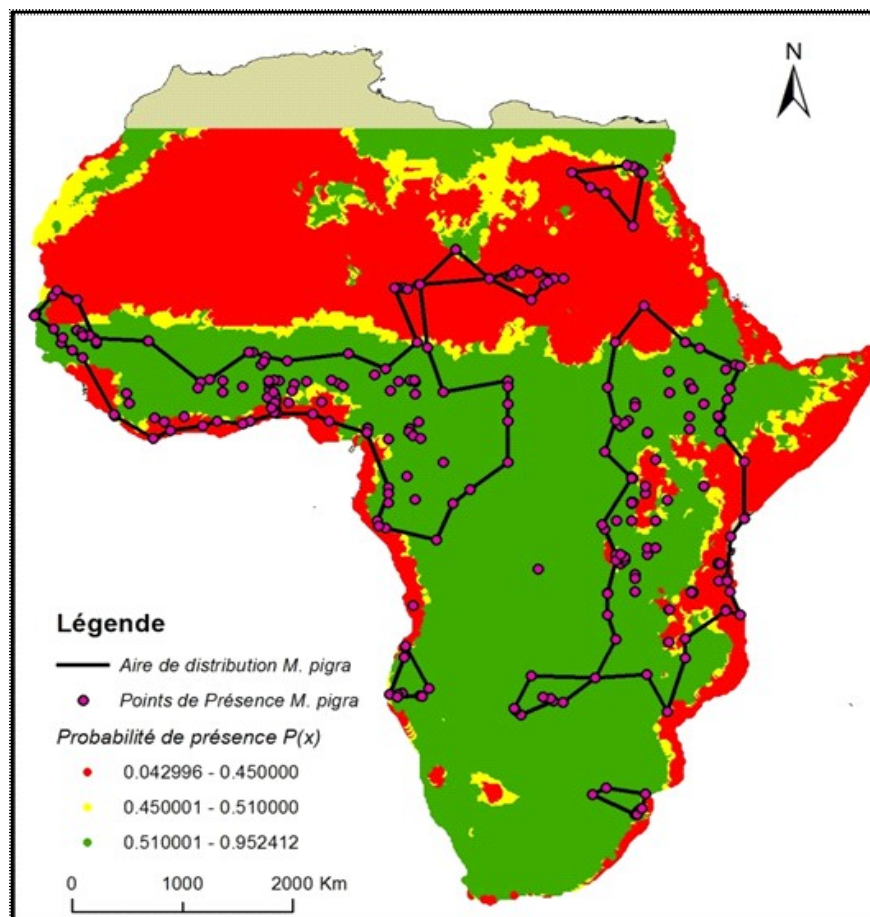 N
Légende
Aire de distribution M. pigra
Points de Présence M. pigra
Probabilité de présence P(x)
0.042996 - 0.450000
0.450001 - 0.510000
0.510001 - 0.952412
0 1000 2000 Km